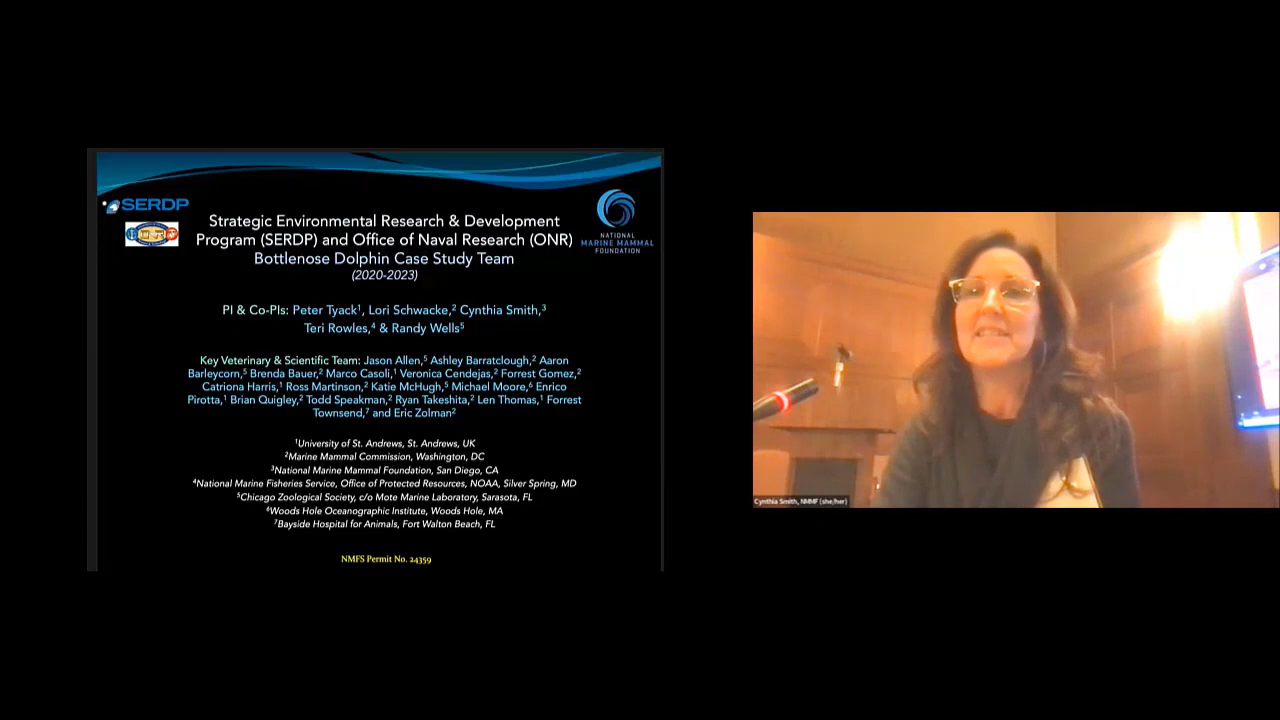 SERDP
Strategic Environmental Research & Development
Program (SERDP) and Office of Naval Research (ONR)
Bottlenose Dolphin Case Study Team
(2020-2023)
NATIONAL
MARINE MAMMAL
FOUNDATION
PI & Co-PIs: Peter Tyack¹, Lori Schwacke,² Cynthia Smith,³
Teri Rowles,⁴ & Randy Wells⁵
Key Veterinary & Scientific Team: Jason Allen,⁵ Ashley Barratclough,² Aaron
Barleycorn,⁵ Brenda Bauer,² Marco Casoli,¹ Veronica Cendejas,² Forrest Gomez,²
Catriona Harris,¹ Ross Martinson,² Katie McHugh,⁵ Michael Moore,⁶ Enrico
Pirotta,¹ Brian Quigley,² Todd Speakman,² Ryan Takeshita,² Len Thomas,¹ Forrest
Townsend,⁷ and Eric Zolman²
¹University of St. Andrews, St. Andrews, UK
²Marine Mammal Commission, Washington, DC
³National Marine Mammal Foundation, San Diego, CA
⁴National Marine Fisheries Service, Office of Protected Resources, NOAA, Silver Spring, MD
⁵Chicago Zoological Society, c/o Mote Marine Laboratory, Sarasota, FL
⁶Woods Hole Oceanographic Institute, Woods Hole, MA
⁷Bayside Hospital for Animals, Fort Walton Beach, FL
NMFS Permit No. 24359
Cynthia Smith, NMMF (she/her)